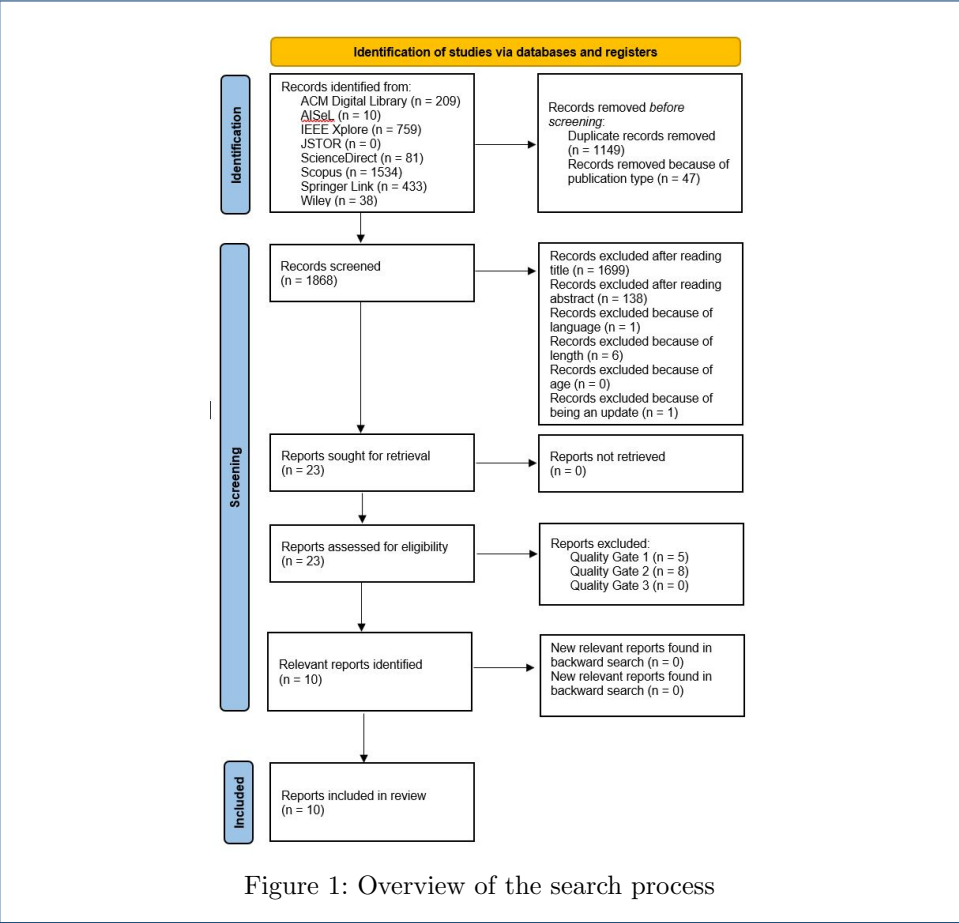 Identification of studies via databases and registers
Identification
Records identified from:
ACM Digital Library (n = 209)
AISeL (n = 10)
IEEE Xplore (n = 759)
JSTOR (n = 0)
ScienceDirect (n = 81)
Scopus (n = 1534)
Springer Link (n = 433)
Wiley (n = 38)
Records removed before
screening:
Duplicate records removed
(n = 1149)
Records removed because of
publication type (n = 47)
Screening
Records screened
(n = 1868)
Records excluded after reading
title (n = 1699)
Records excluded after reading
abstract (n = 138)
Records excluded because of
language (n = 1)
Records excluded because of
length (n = 6)
Records excluded because of
age (n = 0)
Records excluded because of
being an update (n = 1)
Reports sought for retrieval
(n = 23)
Reports not retrieved
(n = 0)
Reports assessed for eligibility
(n = 23)
Reports excluded:
Quality Gate 1 (n = 5)
Quality Gate 2 (n = 8)
Quality Gate 3 (n = 0)
Relevant reports identified
(n = 10)
New relevant reports found in
backward search (n = 0)
New relevant reports found in
backward search (n = 0)
Included
Reports included in review
(n = 10)
Figure 1: Overview of the search process